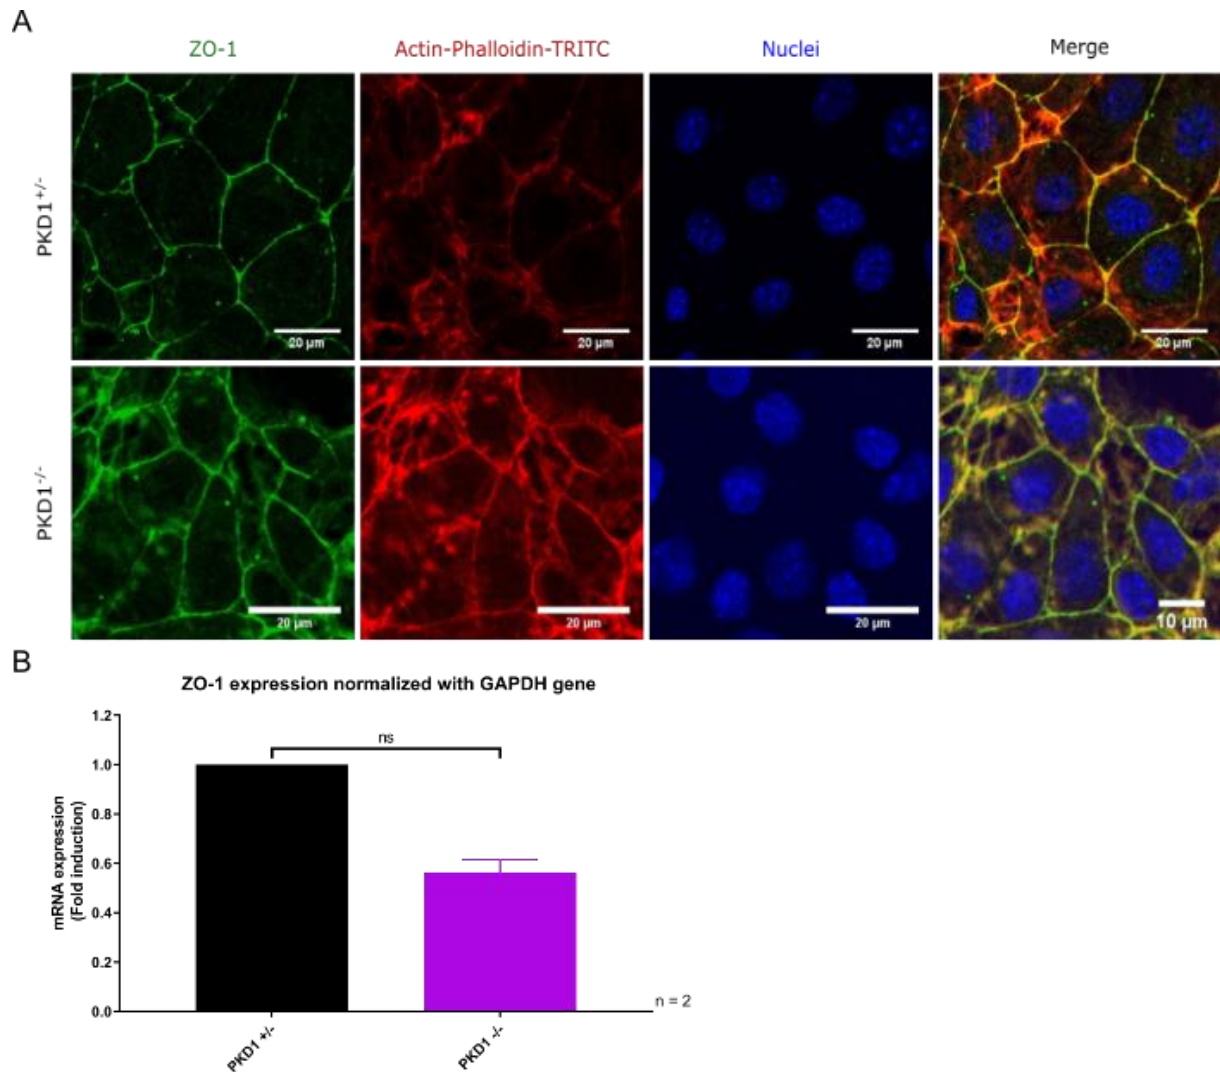 A
ZO-1 Actin-Phalloidin-TRITC Nuclei Merge
PKD1+/-
20 µm 20 µm 20 µm 20 µm
PKD1-/-
20 µm 20 µm 20 µm 10 µm
B
ZO-1 expression normalized with GAPDH gene
mRNA expression
(Fold induction)
1.2
1.0
0.8
0.6
0.4
0.2
0.0
ns
n = 2
PKD1 +/- PKD1 -/-